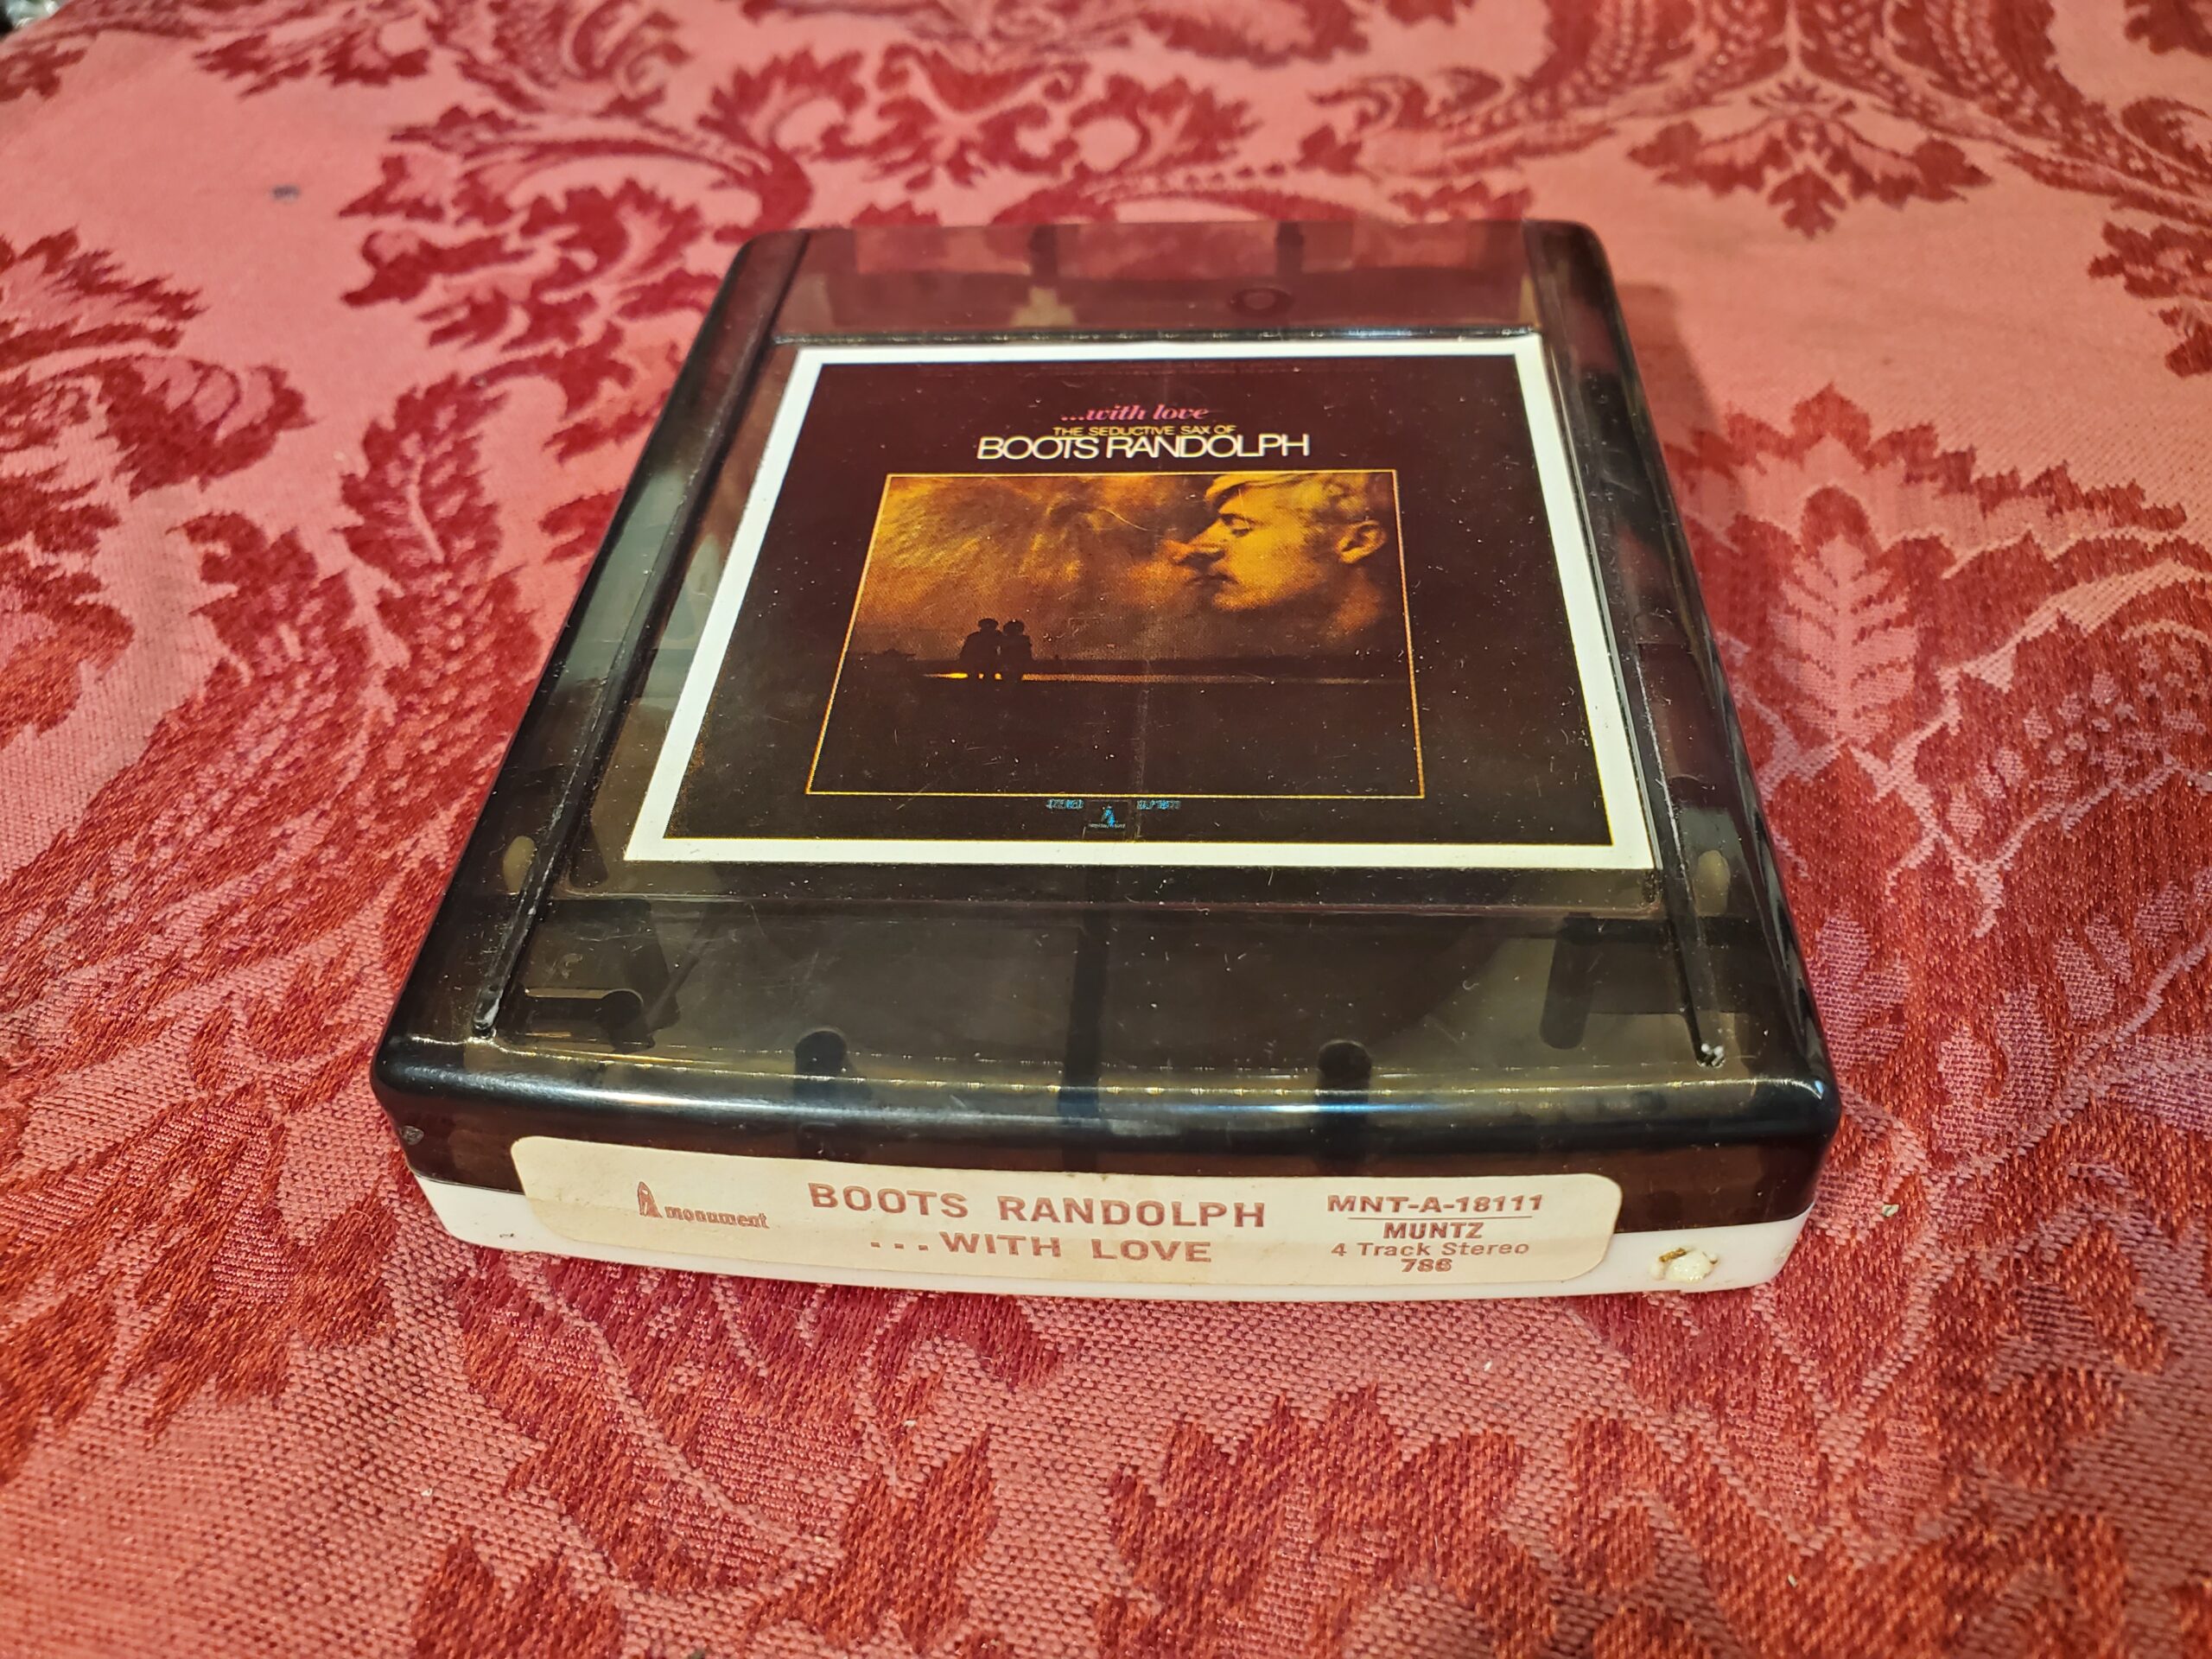 ...with love
THE SEDUCTIVE SAX OF
BOOTS RANDOLPH
monument
BOOTS RANDOLPH
...WITH LOVE
MNT-A-18111
MUNTZ
4 Track Stereo
786